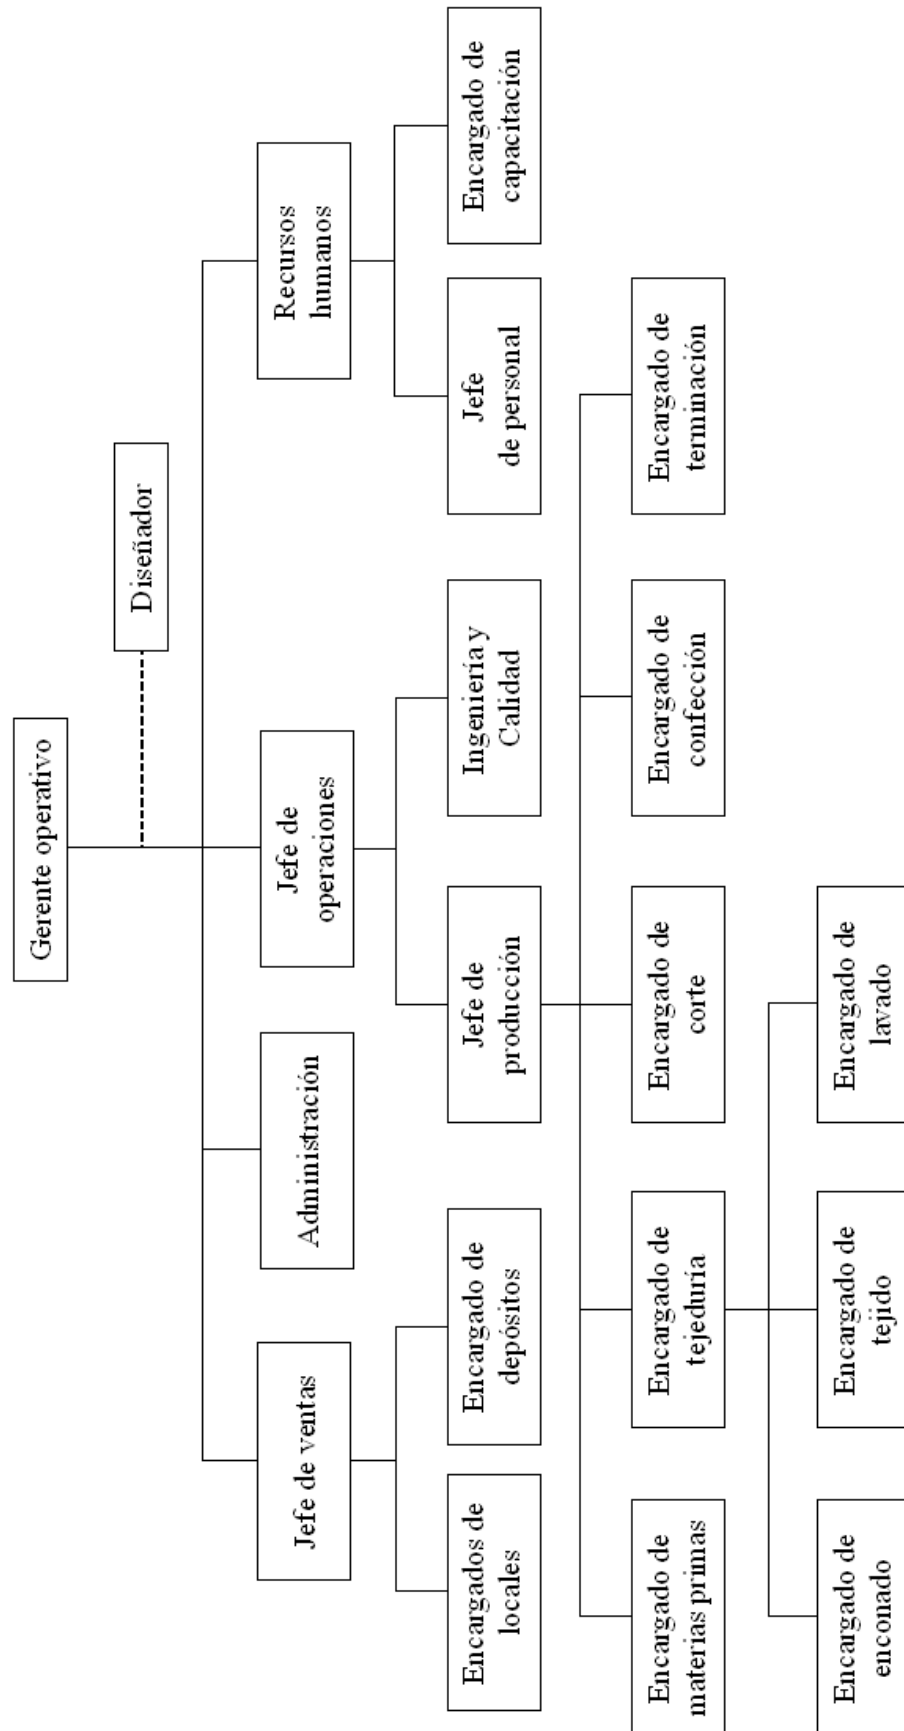 Gerente operativo
Diseñador
Jefe de ventas
Administración
Jefe de
operaciones
Recursos
humanos
Encargados de
locales
Encargado de
depósitos
Jefe de
producción
Ingeniería y
Calidad
Jefe
de personal
Encargado de
capacitación
Encargado de
materias primas
Encargado de
tejeduría
Encargado de
corte
Encargado de
confección
Encargado de
terminación
Encargado de
enconado
Encargado de
tejido
Encargado de
lavado